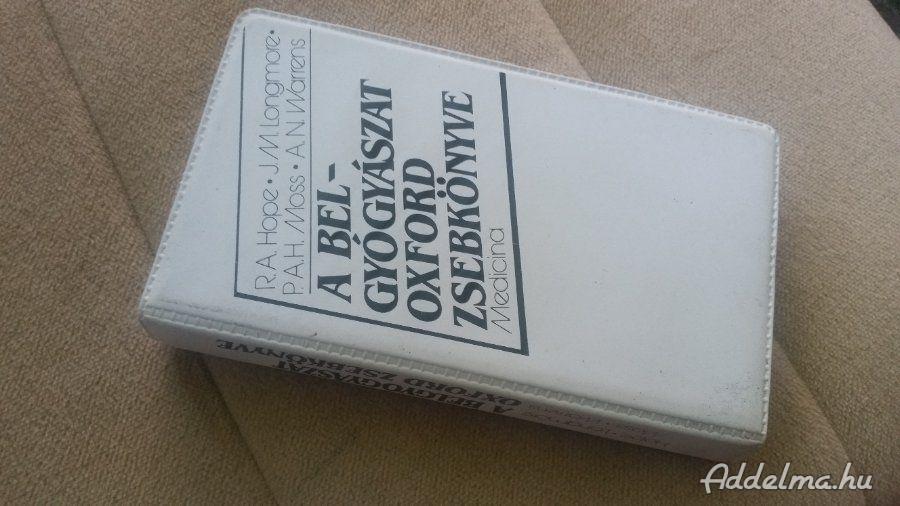 R.A. Hope • J.M. Longmore •
P.A.H. Moss • A.N. Warrens
A BEL-
GYÓGYÁSZAT
OXFORD
ZSEBKÖNYVE
Medicina
A BELGYÓGYÁSZAT
OXFORD ZSEBKÖNYVE
Addelma.hu